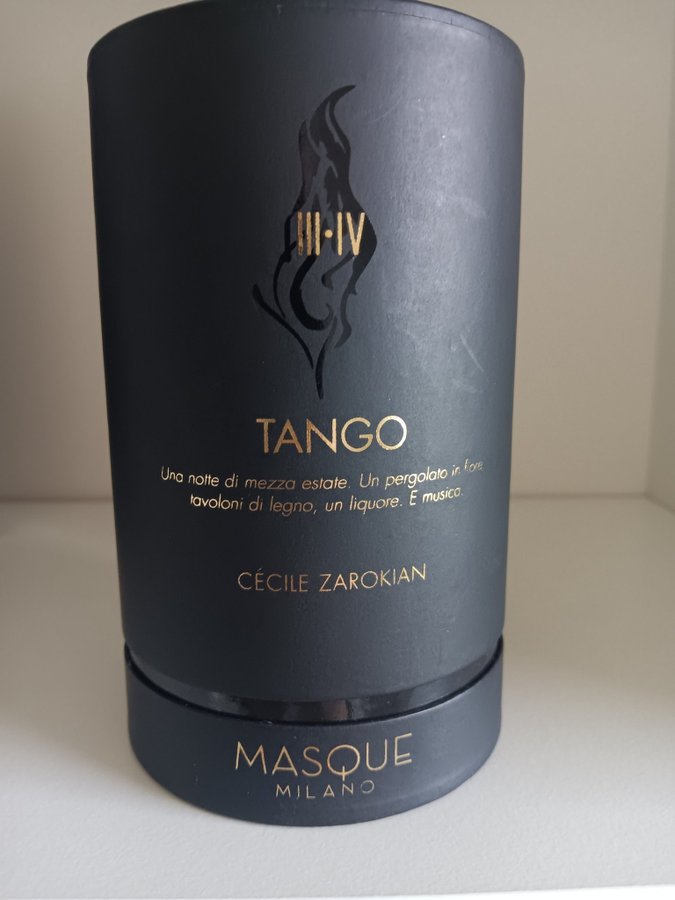 III·IV
TANGO
Una notte di mezza estate. Un pergolato in fiore,
tavoloni di legno, un liquore. E musica.
CÉCILE ZAROKIAN
MASQUE
MILANO